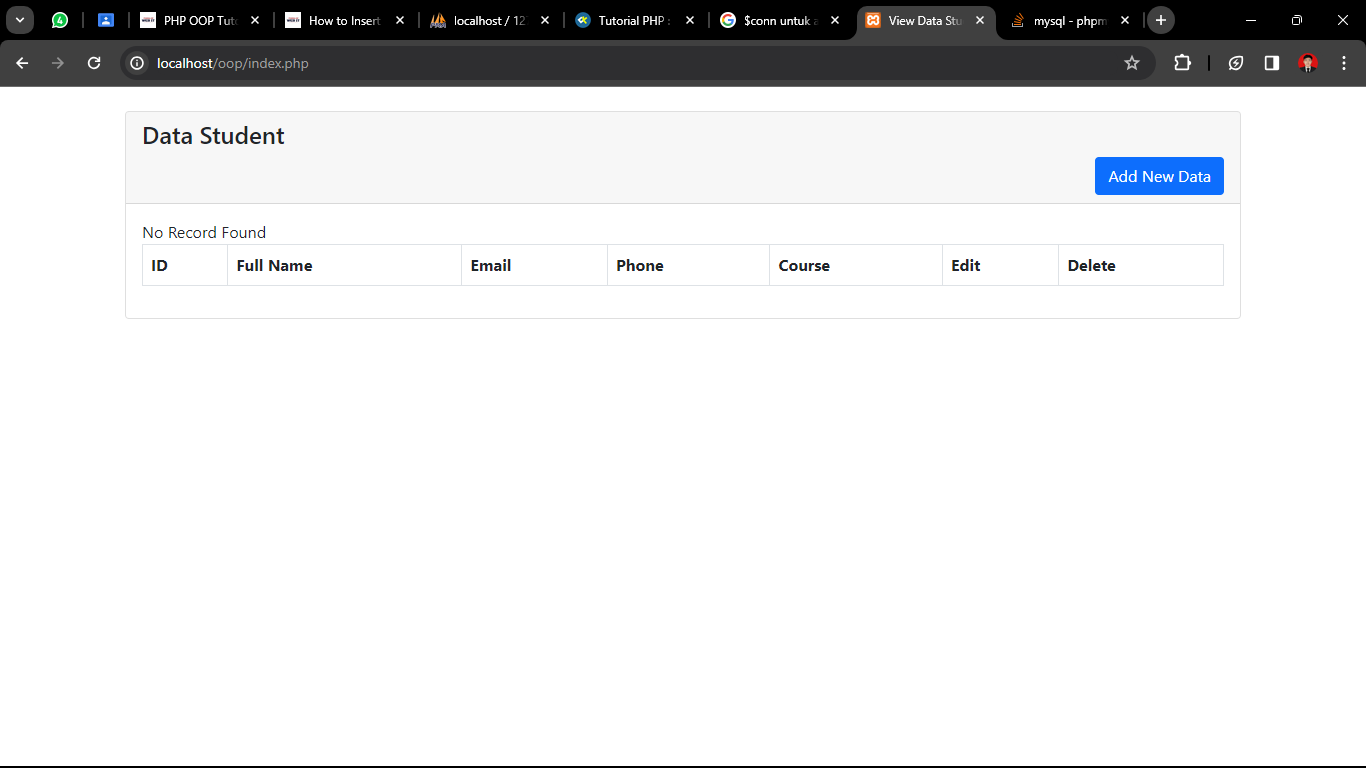 4
PHP OOP Tut
How to Insert
localhost / 12
Tutorial PHP
$conn untuk a
View Data Stu
mysql - phpm
localhost/oop/index.php
Data Student
Add New Data
No Record Found
ID Full Name Email Phone Course Edit Delete